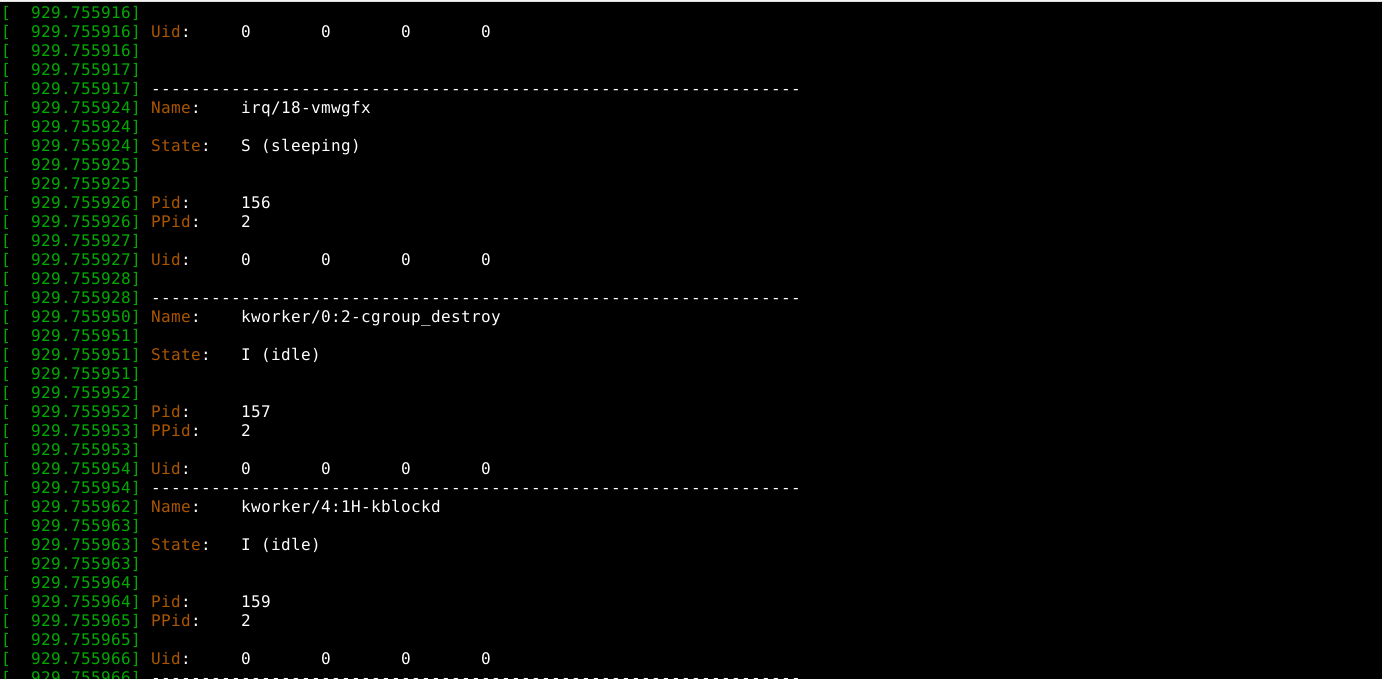 [  929.755916]
[  929.755916] Uid:     0       0       0       0
[  929.755916]
[  929.755917]
[  929.755917] -----------------------------------------------------------------
[  929.755924] Name:    irq/18-vmwgfx
[  929.755924]
[  929.755924] State:   S (sleeping)
[  929.755925]
[  929.755925]
[  929.755926] Pid:     156
[  929.755926] PPid:    2
[  929.755927]
[  929.755927] Uid:     0       0       0       0
[  929.755928]
[  929.755928] -----------------------------------------------------------------
[  929.755950] Name:    kworker/0:2-cgroup_destroy
[  929.755951]
[  929.755951] State:   I (idle)
[  929.755951]
[  929.755952]
[  929.755952] Pid:     157
[  929.755953] PPid:    2
[  929.755953]
[  929.755954] Uid:     0       0       0       0
[  929.755954] -----------------------------------------------------------------
[  929.755962] Name:    kworker/4:1H-kblockd
[  929.755963]
[  929.755963] State:   I (idle)
[  929.755963]
[  929.755964]
[  929.755964] Pid:     159
[  929.755965] PPid:    2
[  929.755965]
[  929.755966] Uid:     0       0       0       0
[  929.755966] -----------------------------------------------------------------